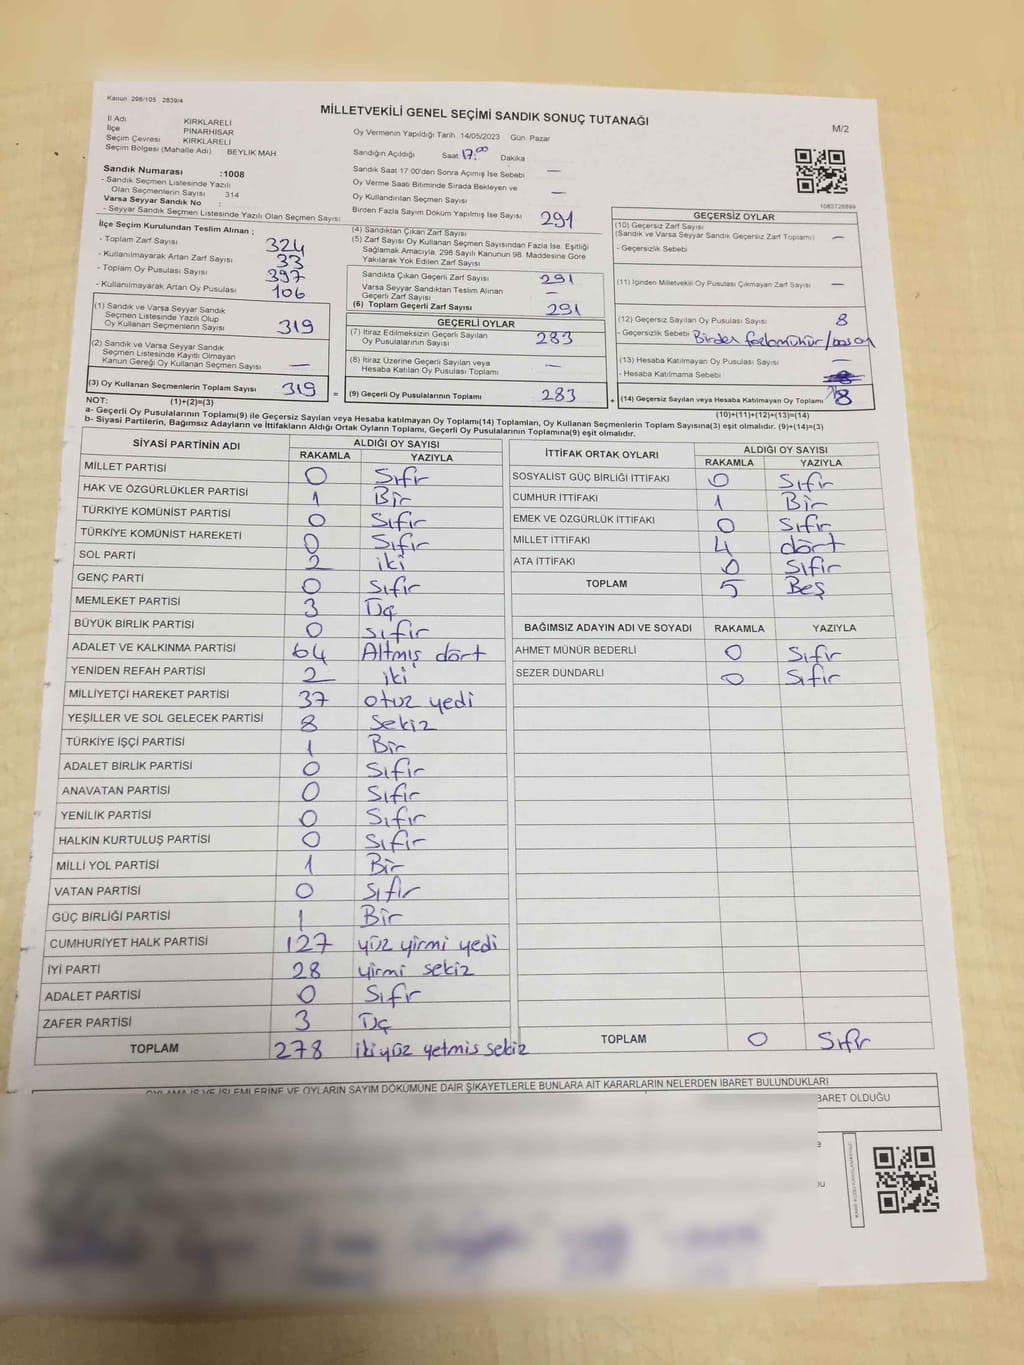 Kanun 298/105 2839/4
MİLLETVEKİLİ GENEL SEÇİMİ SANDIK SONUÇ TUTANAĞI
M/2
İl Adı KIRKLARELİ
İlçe PINARHİSAR
Seçim Çevresi KIRKLARELİ
Seçim Bölgesi (Mahalle Adı) BEYLİK MAH
Oy Vermenin Yapıldığı Tarih 14/05/2023 Gün Pazar
Sandığın Açıldığı Saat 17.00 Dakika
Sandık Saat 17 00'den Sonra Açımış İse Sebebi —
Oy Verme Saati Bitiminde Sırada Bekleyen ve
Oy Kullandırılan Seçmen Sayısı —
Birden Fazla Sayım Döküm Yapılmış İse Sayısı
Sandık Numarası :1008
- Sandık Seçmen Listesinde Yazılı
Olan Seçmenlerin Sayısı 314
Varsa Seyyar Sandık No :
- Seyyar Sandık Seçmen Listesinde Yazılı Olan Seçmen Sayısı:
İlçe Seçim Kurulundan Teslim Alınan ;
- Toplam Zarf Sayısı 324
- Kullanılmayarak Artan Zarf Sayısı 33
- Toplam Oy Pusulası Sayısı 397
- Kullanılmayarak Artan Oy Pusulası 106
(1) Sandık ve Varsa Seyyar Sandık
Seçmen Listesinde Yazılı Olup
Oy Kullanan Seçmenlerin Sayısı 319
(2) Sandık ve Varsa Seyyar Sandık
Seçmen Listesinde Kayıtlı Olmayan
Kanun Gereği Oy Kullanan Seçmen Sayısı —
(3) Oy Kullanan Seçmenlerin Toplam Sayısı 319 =
(4) Sandıktan Çıkan Zarf Sayısı 291
(5) Zarf Sayısı Oy Kullanan Seçmen Sayısından Fazla İse, Eşitliği
Sağlamak Amacıyla, 298 Sayılı Kanunun 98. Maddesine Göre
Yakılarak Yok Edilen Zarf Sayısı
Sandıkta Çıkan Geçerli Zarf Sayısı 291
Varsa Seyyar Sandıktan Teslim Alınan
Geçerli Zarf Sayısı —
(6) Toplam Geçerli Zarf Sayısı 291
GEÇERLİ OYLAR
(7) İtiraz Edilmeksizin Geçerli Sayılan
Oy Pusulalarının Sayısı 283
(8) İtiraz Üzerine Geçerli Sayılan veya
Hesaba Katılan Oy Pusulası Toplamı —
(9) Geçerli Oy Pusulalarının Toplamı 283 +
1083728899
GEÇERSİZ OYLAR
(10) Geçersiz Zarf Sayısı
(Sandık ve Varsa Seyyar Sandık Geçersiz Zarf Toplamı) —
- Geçersizlik Sebebi
(11) İçinden Milletvekili Oy Pusulası Çıkmayan Zarf Sayısı —
(12) Geçersiz Sayılan Oy Pusulası Sayısı 8
- Geçersizlik Sebebi
(13) Hesaba Katılmayan Oy Pusulası Sayısı —
- Hesaba Katılmama Sebebi
(14) Geçersiz Sayılan veya Hesaba Katılmayan Oy Toplamı 8
NOT: (1)+(2)=(3) (10)+(11)+(12)+(13)=(14)
a- Geçerli Oy Pusulalarının Toplamı(9) ile Geçersiz Sayılan veya Hesaba katılmayan Oy Toplamı(14) Toplamları, Oy Kullanan Seçmenlerin Toplam Sayısına(3) eşit olmalıdır. (9)+(14)=(3)
b- Siyasi Partilerin, Bağımsız Adayların ve İttifakların Aldığı Ortak Oyların Toplamı, Geçerli Oy Pusulalarının Toplamına(9) eşit olmalıdır.
SİYASİ PARTİNİN ADI ALDIĞI OY SAYISI
RAKAMLA YAZIYLA
MİLLET PARTİSİ 0 Sıfır
HAK VE ÖZGÜRLÜKLER PARTİSİ 1 Bir
TÜRKİYE KOMÜNİST PARTİSİ 0 Sıfır
TÜRKİYE KOMÜNİST HAREKETİ 0 Sıfır
SOL PARTİ 2 iki
GENÇ PARTİ 0 Sıfır
MEMLEKET PARTİSİ 3 Üç
BÜYÜK BİRLİK PARTİSİ 0 sıfır
ADALET VE KALKINMA PARTİSİ 64 Altmış dört
YENİDEN REFAH PARTİSİ 2 iki
MİLLİYETÇİ HAREKET PARTİSİ 37 otuz yedi
YEŞİLLER VE SOL GELECEK PARTİSİ 8 Sekiz
TÜRKİYE İŞÇİ PARTİSİ 1 Bir
ADALET BİRLİK PARTİSİ 0 Sıfır
ANAVATAN PARTİSİ 0 Sıfır
YENİLİK PARTİSİ 0 Sıfır
HALKIN KURTULUŞ PARTİSİ 0 Sıfır
MİLLİ YOL PARTİSİ 1 Bir
VATAN PARTİSİ 0 Sıfır
GÜÇ BİRLİĞİ PARTİSİ 1 Bir
CUMHURİYET HALK PARTİSİ 127 yüz yirmi yedi
İYİ PARTİ 28 yirmi sekiz
ADALET PARTİSİ 0 Sıfır
ZAFER PARTİSİ 3 Üç
TOPLAM 278 iki yüz yetmis sekiz
İTTİFAK ORTAK OYLARI ALDIĞI OY SAYISI
RAKAMLA YAZIYLA
SOSYALİST GÜÇ BİRLİĞİ İTTİFAKI 0 Sıfır
CUMHUR İTTİFAKI 1 Bir
EMEK VE ÖZGÜRLÜK İTTİFAKI 0 Sıfır
MİLLET İTTİFAKI 4 dört
ATA İTTİFAKI 0 Sıfır
TOPLAM 5 Beş
BAĞIMSIZ ADAYIN ADI VE SOYADI RAKAMLA YAZIYLA
AHMET MÜNÜR BEDERLİ 0 Sıfır
SEZER DÜNDARLI 0 Sıfır
TOPLAM 0 Sıfır
OYLAMA İŞ VE İŞLEMLERİNE VE OYLARIN SAYIM DÖKÜMÜNE DAİR ŞİKAYETLERLE BUNLARA AİT KARARLARIN NELERDEN İBARET BULUNDUKLARI
BARET OLDUĞU